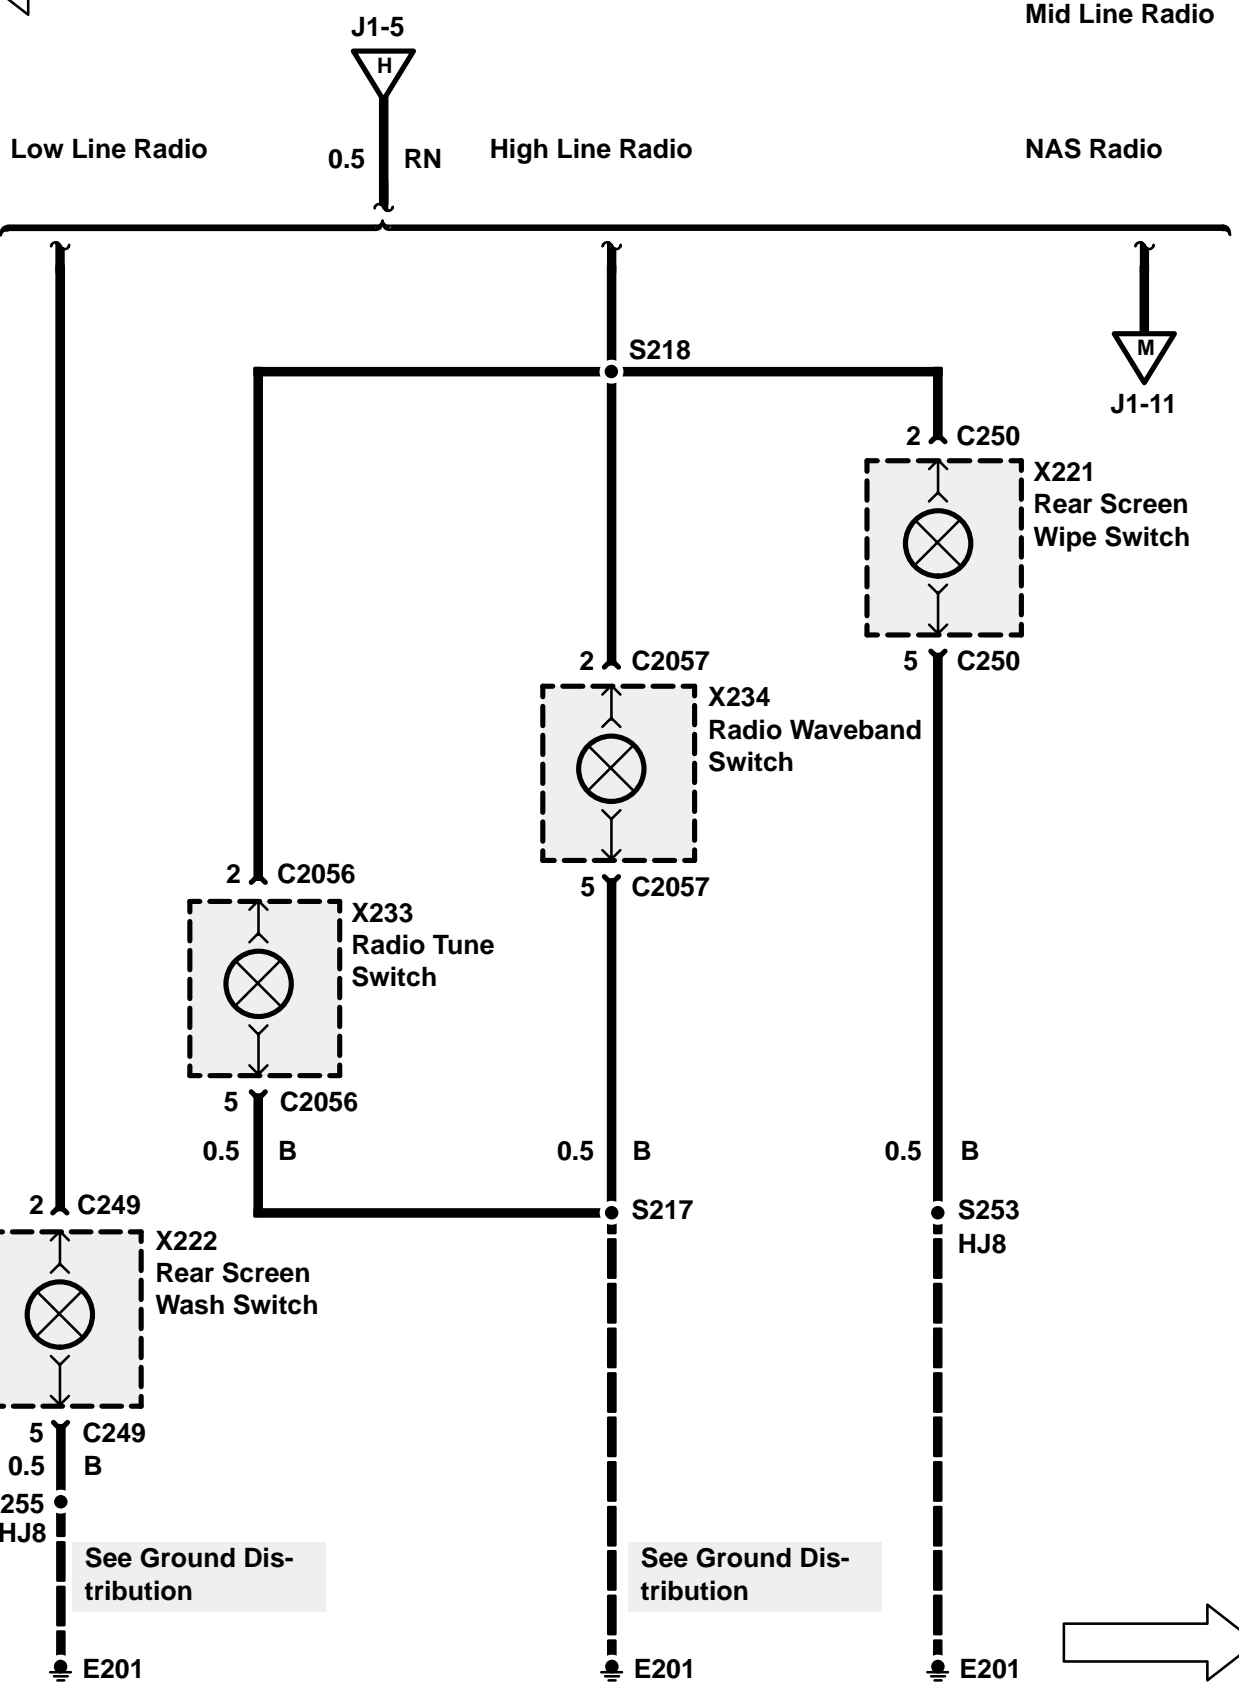 Mid Line Radio
J1-5
H
Low Line Radio
0.5 RN
High Line Radio
NAS Radio
S218
M
J1-11
2 C250
X221
Rear Screen
Wipe Switch
5 C250
2 C2057
X234
Radio Waveband
Switch
5 C2057
2 C2056
X233
Radio Tune
Switch
5 C2056
0.5 B
0.5 B
0.5 B
2 C249
S217
S253
HJ8
X222
Rear Screen
Wash Switch
5 C249
0.5 B
255
HJ8
See Ground Dis-
tribution
See Ground Dis-
tribution
E201
E201
E201